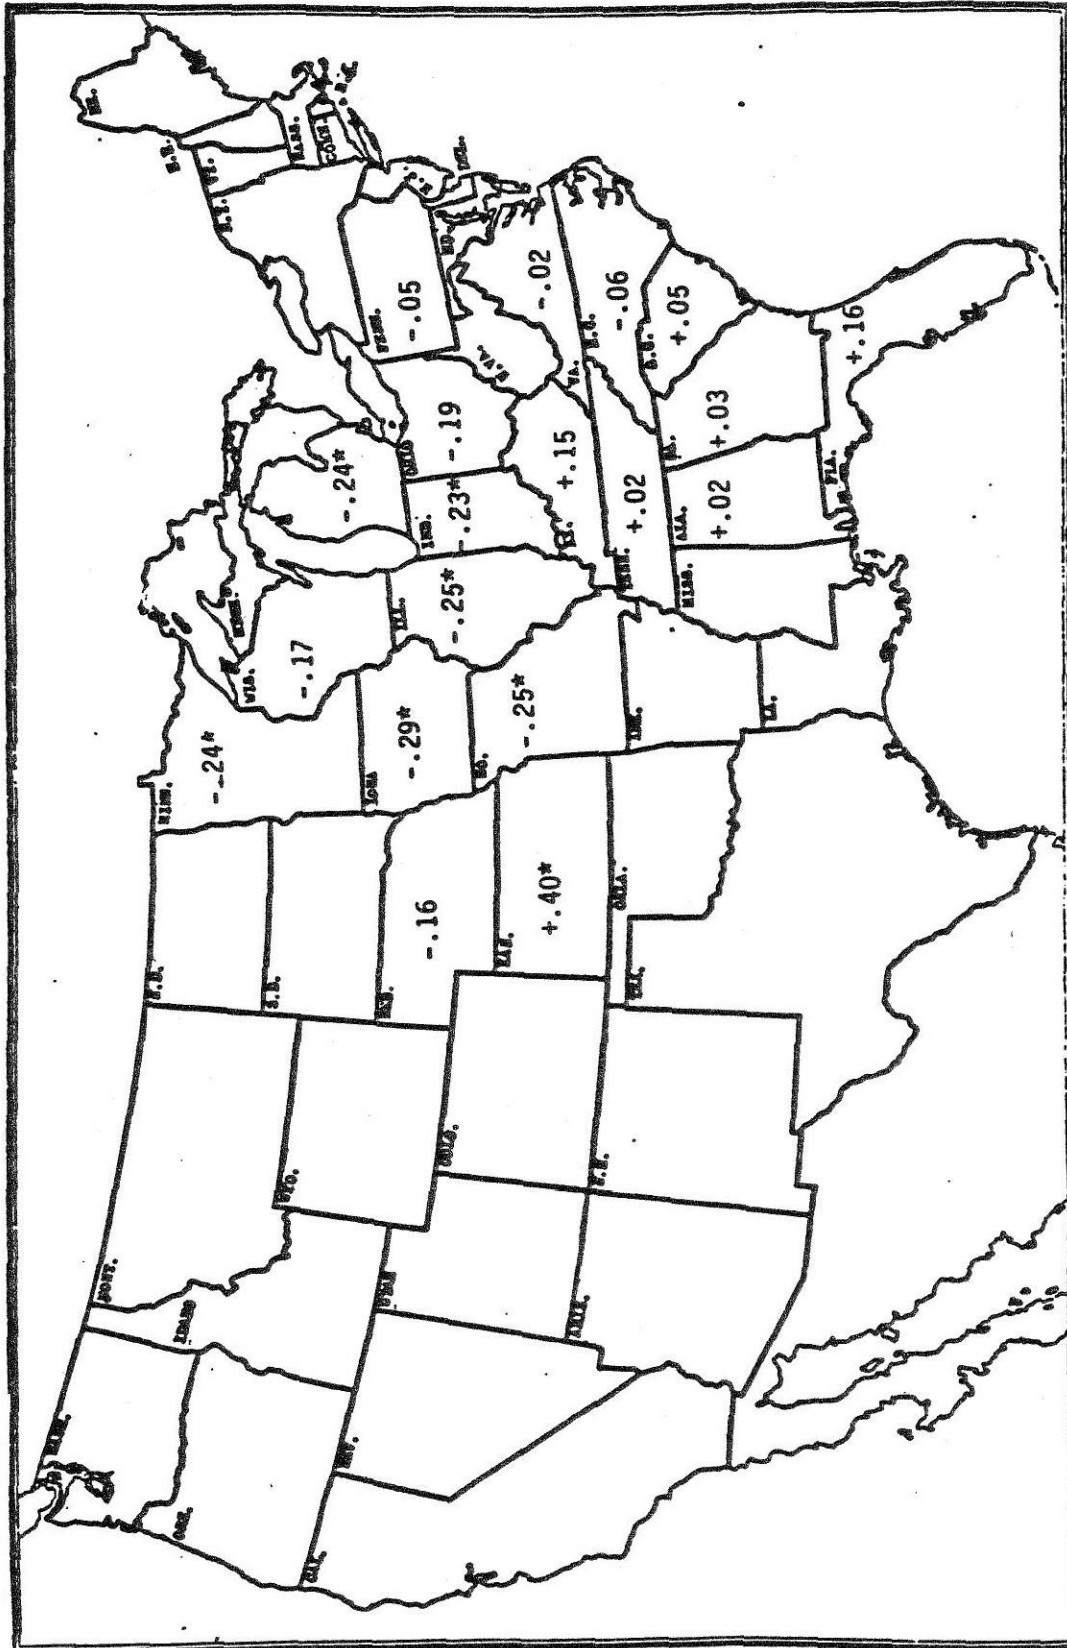 ME.
N.H.
VT.
N.Y.
MASS.
CONN.
N.J.
DEL.
MD.
PENN.
-.05
W.VA.
VA.
-.02
N.C.
-.06
S.C.
+.05
GA.
+.03
FLA.
+.16
ALA.
+.02
MISS.
TENN.
+.02
KY.
+.15
OHIO
-.19
IND.
-.23*
MICH.
-.24*
ILL.
-.25*
WIS.
-.17
MINN.
-.24*
IOWA
-.29*
MO.
-.25*
ARK.
LA.
N.D.
S.D.
NEB.
-.16
KAN.
+.40*
OKLA.
TEX.
MONT.
WYO.
COLO.
N.M.
IDAHO
UTAH
ARIZ.
WASH.
ORE.
NEV.
CAL.